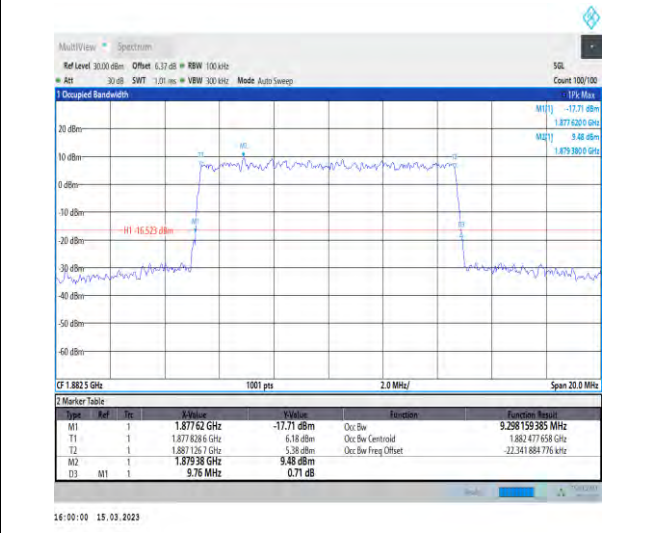 MultiView Spectrum
Ref Level 30.00 dBm Offset 6.37 dB RBW 100 kHz SGL
Att 30 dB SWT 1.01 ms VBW 300 kHz Mode Auto Sweep Count 100/100
1 Occupied Bandwidth 1Pk Max
M1[1] -17.71 dBm
1.877 620 0 GHz
M2[1] 9.48 dBm
1.879 380 0 GHz
20 dBm
10 dBm
0 dBm
-10 dBm
-20 dBm
-30 dBm
-40 dBm
-50 dBm
-60 dBm
M2
T1
M1
D3
H1 -16.523 dBm
CF 1.882 5 GHz 1001 pts 2.0 MHz/ Span 20.0 MHz
2 Marker Table
Type Ref Trc X-Value Y-Value Function Function Result
M1 1 1.877 62 GHz -17.71 dBm Occ Bw 9.298 159 385 MHz
T1 1 1.877 828 6 GHz 6.18 dBm Occ Bw Centroid 1.882 477 658 GHz
T2 1 1.887 126 7 GHz 5.38 dBm Occ Bw Freq Offset -22.341 884 776 kHz
M2 1 1.879 38 GHz 9.48 dBm
D3 M1 1 9.76 MHz 0.71 dB
16:00:00 15.03.2023